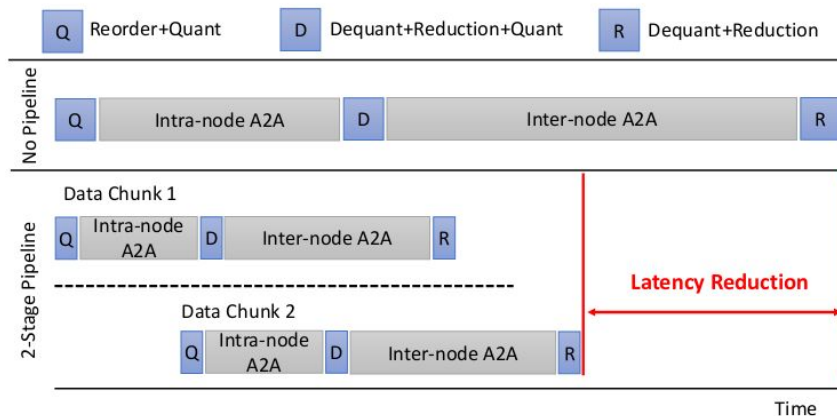 Q Reorder+Quant D Dequant+Reduction+Quant R Dequant+Reduction
No Pipeline
Q Intra-node A2A D Inter-node A2A R
2-Stage Pipeline
Data Chunk 1
Q Intra-node A2A D Inter-node A2A R
Latency Reduction
Data Chunk 2
Q Intra-node A2A D Inter-node A2A R
Time